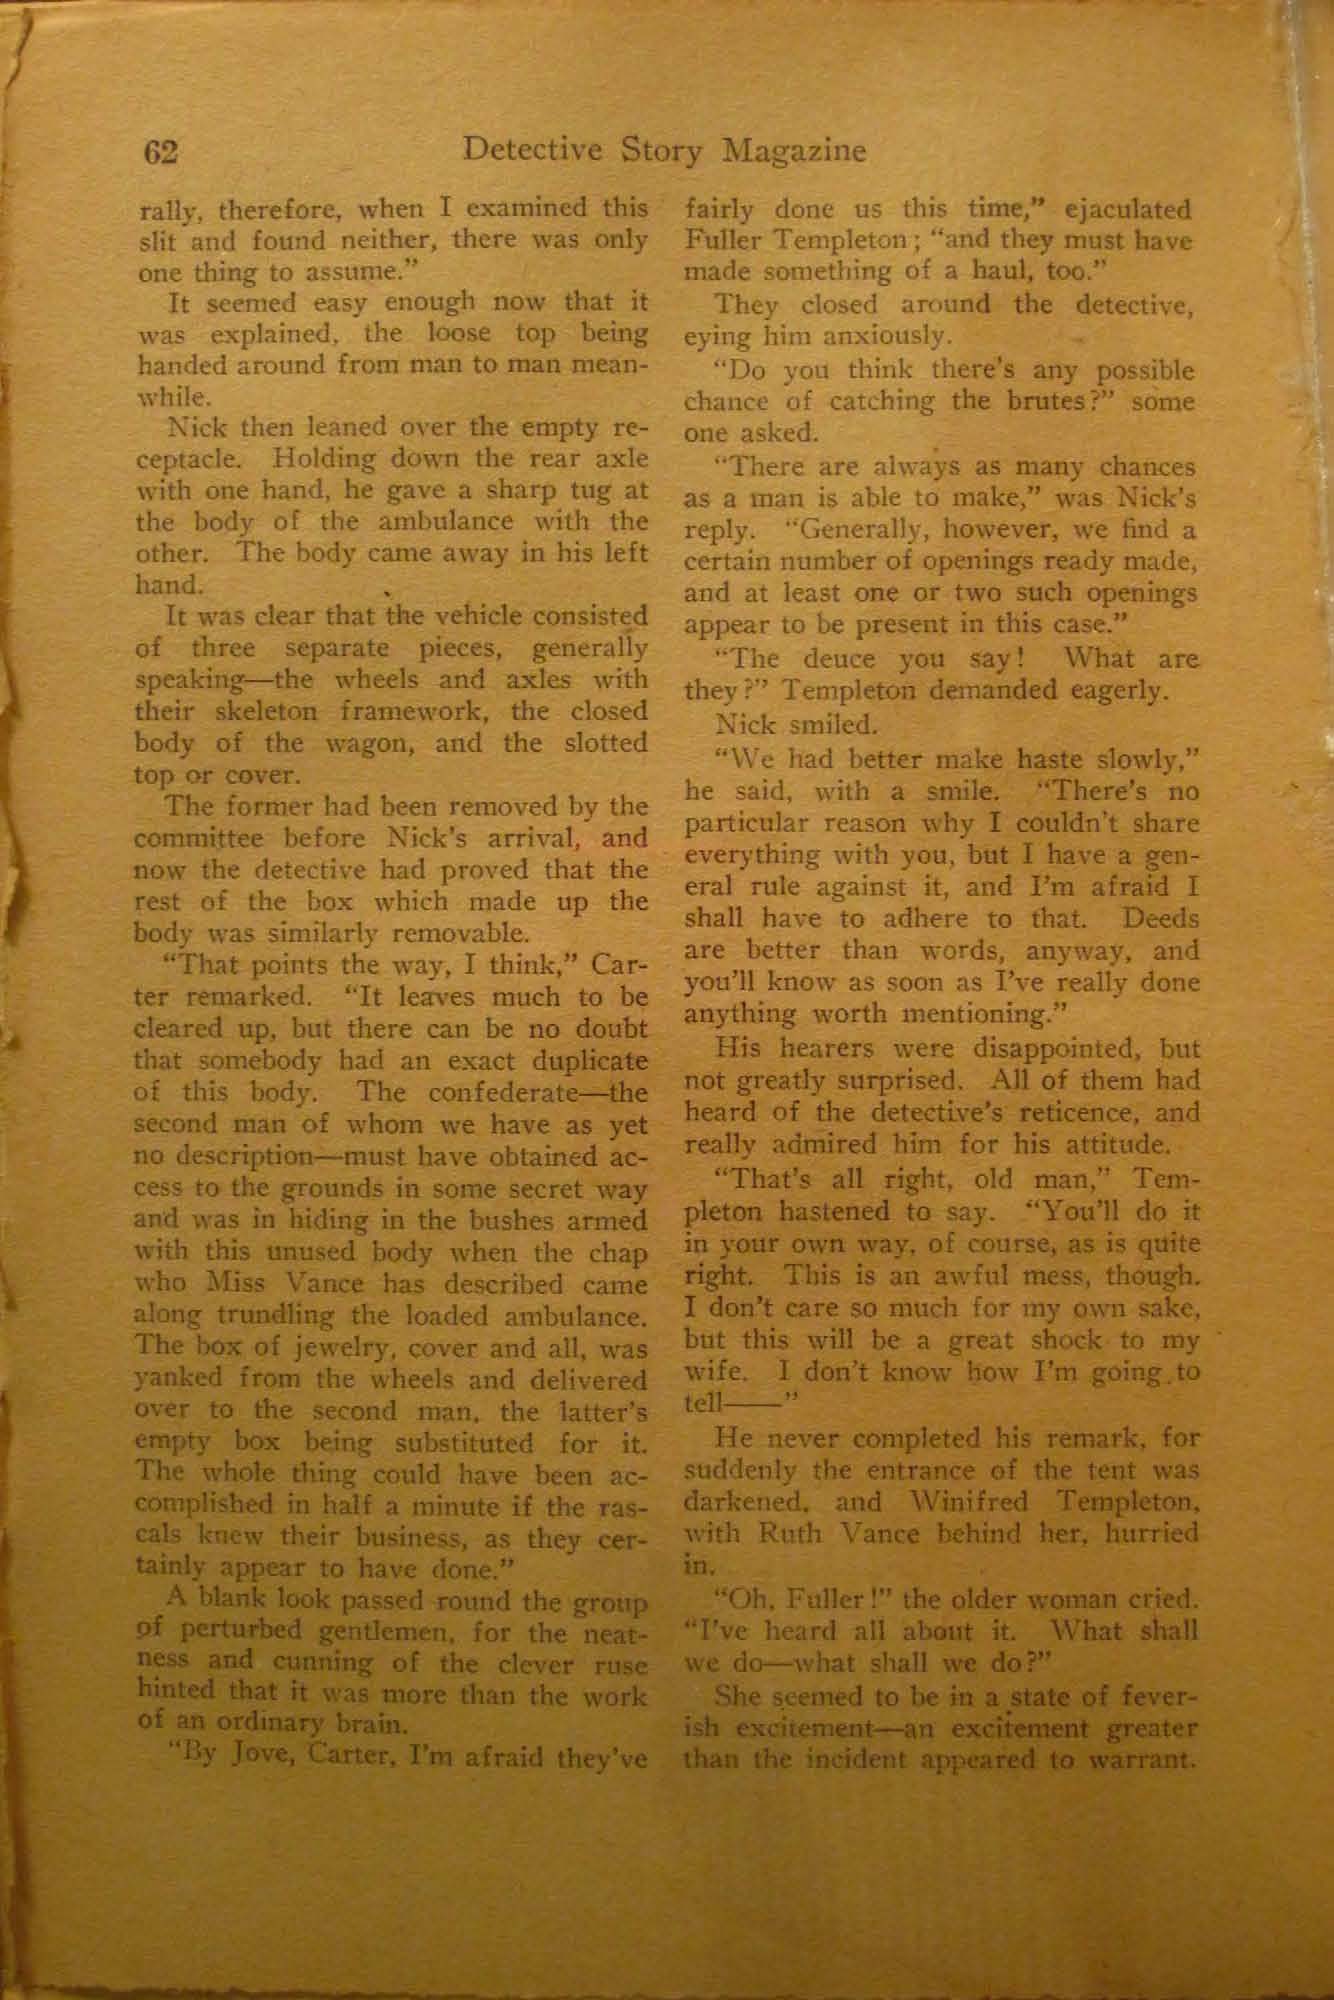 62
Detective Story Magazine
rally, therefore, when I examined this
slit and found neither, there was only
one thing to assume."
It seemed easy enough now that it
was explained, the loose top being
handed around from man to man mean-
while.
Nick then leaned over the empty re-
ceptacle. Holding down the rear axle
with one hand, he gave a sharp tug at
the body of the ambulance with the
other. The body came away in his left
hand.
It was clear that the vehicle consisted
of three separate pieces, generally
speaking—the wheels and axles with
their skeleton framework, the closed
body of the wagon, and the slotted
top or cover.
The former had been removed by the
committee before Nick's arrival, and
now the detective had proved that the
rest of the box which made up the
body was similarly removable.
"That points the way, I think," Car-
ter remarked. "It leaves much to be
cleared up, but there can be no doubt
that somebody had an exact duplicate
of this body. The confederate—the
second man of whom we have as yet
no description—must have obtained ac-
cess to the grounds in some secret way
and was in hiding in the bushes armed
with this unused body when the chap
who Miss Vance has described came
along trundling the loaded ambulance.
The box of jewelry, cover and all, was
yanked from the wheels and delivered
over to the second man, the latter's
empty box being substituted for it.
The whole thing could have been ac-
complished in half a minute if the ras-
cals knew their business, as they cer-
tainly appear to have done."
A blank look passed round the group
of perturbed gentlemen, for the neat-
ness and cunning of the clever ruse
hinted that it was more than the work
of an ordinary brain.
"By Jove, Carter, I'm afraid they've
fairly done us this time," ejaculated
Fuller Templeton; "and they must have
made something of a haul, too."
They closed around the detective,
eying him anxiously.
"Do you think there's any possible
chance of catching the brutes?" some
one asked.
"There are always as many chances
as a man is able to make," was Nick's
reply. "Generally, however, we find a
certain number of openings ready made,
and at least one or two such openings
appear to be present in this case."
"The deuce you say! What are
they?" Templeton demanded eagerly.
Nick smiled.
"We had better make haste slowly,"
he said, with a smile. "There's no
particular reason why I couldn't share
everything with you, but I have a gen-
eral rule against it, and I'm afraid I
shall have to adhere to that. Deeds
are better than words, anyway, and
you'll know as soon as I've really done
anything worth mentioning."
His hearers were disappointed, but
not greatly surprised. All of them had
heard of the detective's reticence, and
really admired him for his attitude.
"That's all right, old man," Tem-
pleton hastened to say. "You'll do it
in your own way, of course, as is quite
right. This is an awful mess, though.
I don't care so much for my own sake,
but this will be a great shock to my
wife. I don't know how I'm going to
tell——"
He never completed his remark, for
suddenly the entrance of the tent was
darkened, and Winifred Templeton,
with Ruth Vance behind her, hurried
in.
"Oh, Fuller!" the older woman cried.
"I've heard all about it. What shall
we do—what shall we do?"
She seemed to be in a state of fever-
ish excitement—an excitement greater
than the incident appeared to warrant.